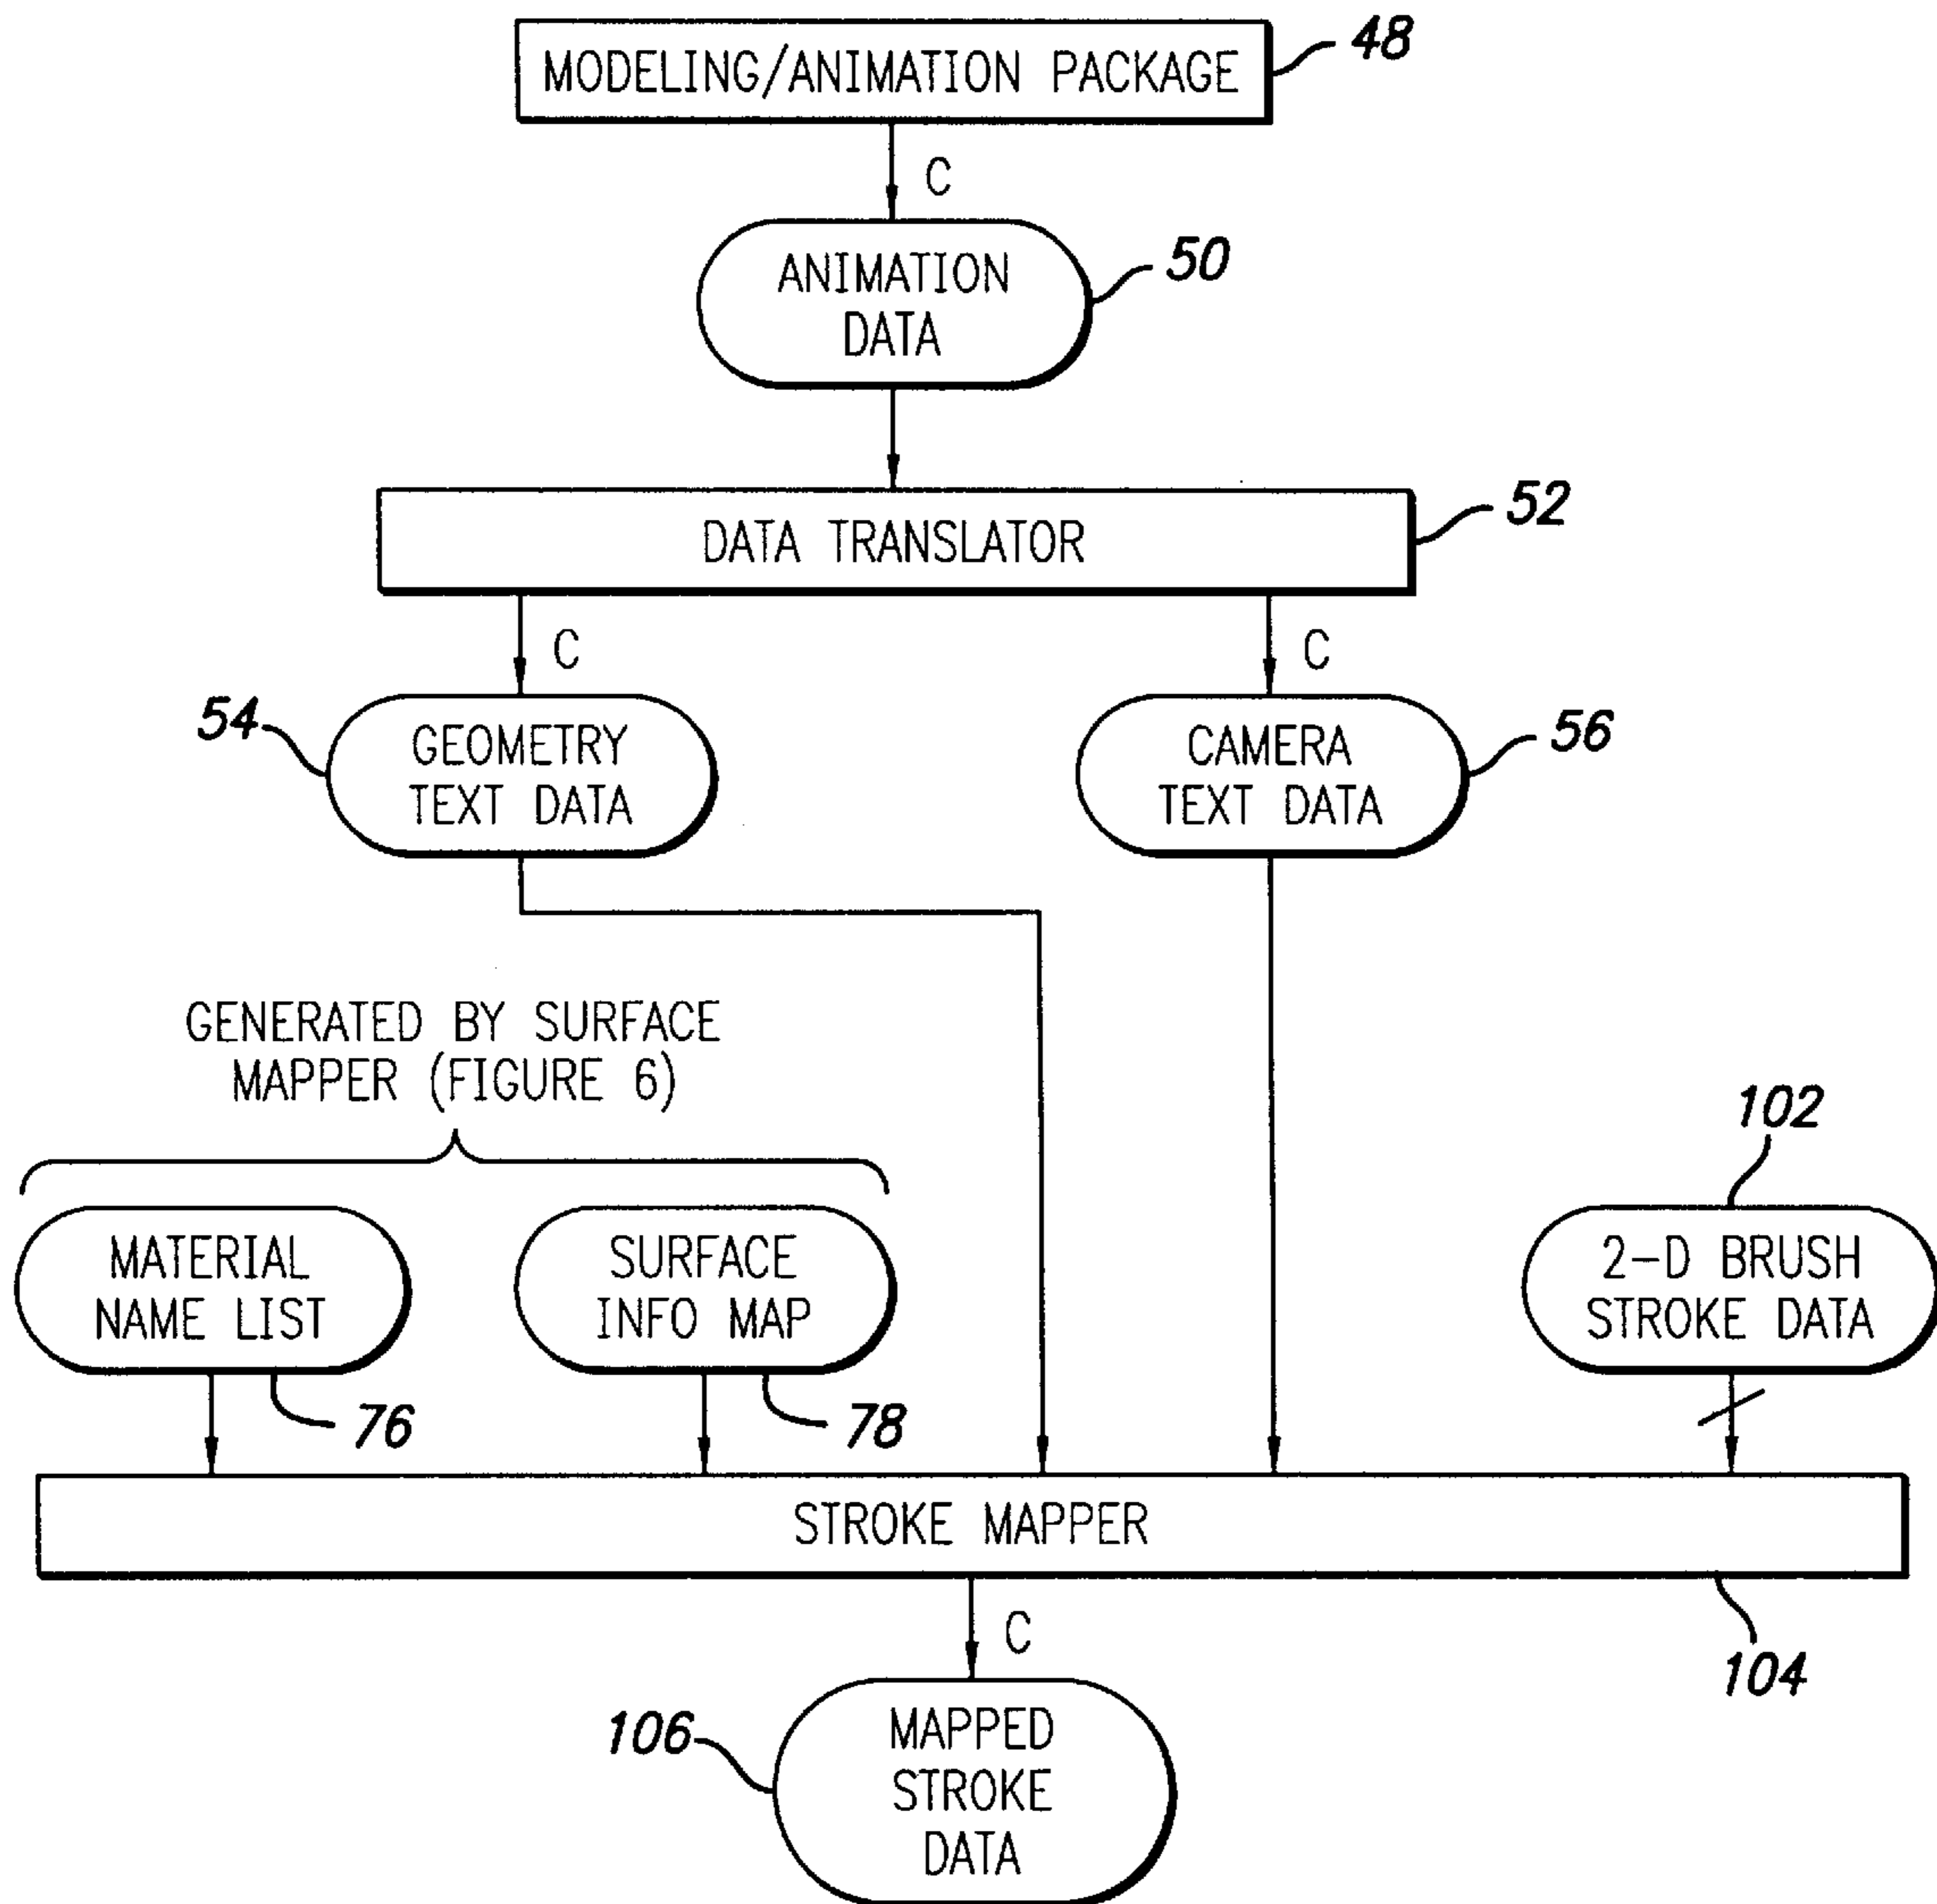 MODELING/ANIMATION PACKAGE
48
C
ANIMATION
DATA
50
DATA TRANSLATOR
52
C
C
54
GEOMETRY
TEXT DATA
CAMERA
TEXT DATA
56
GENERATED BY SURFACE
MAPPER (FIGURE 6)
102
MATERIAL
NAME LIST
SURFACE
INFO MAP
2-D BRUSH
STROKE DATA
76
78
STROKE MAPPER
C
104
106
MAPPED
STROKE
DATA